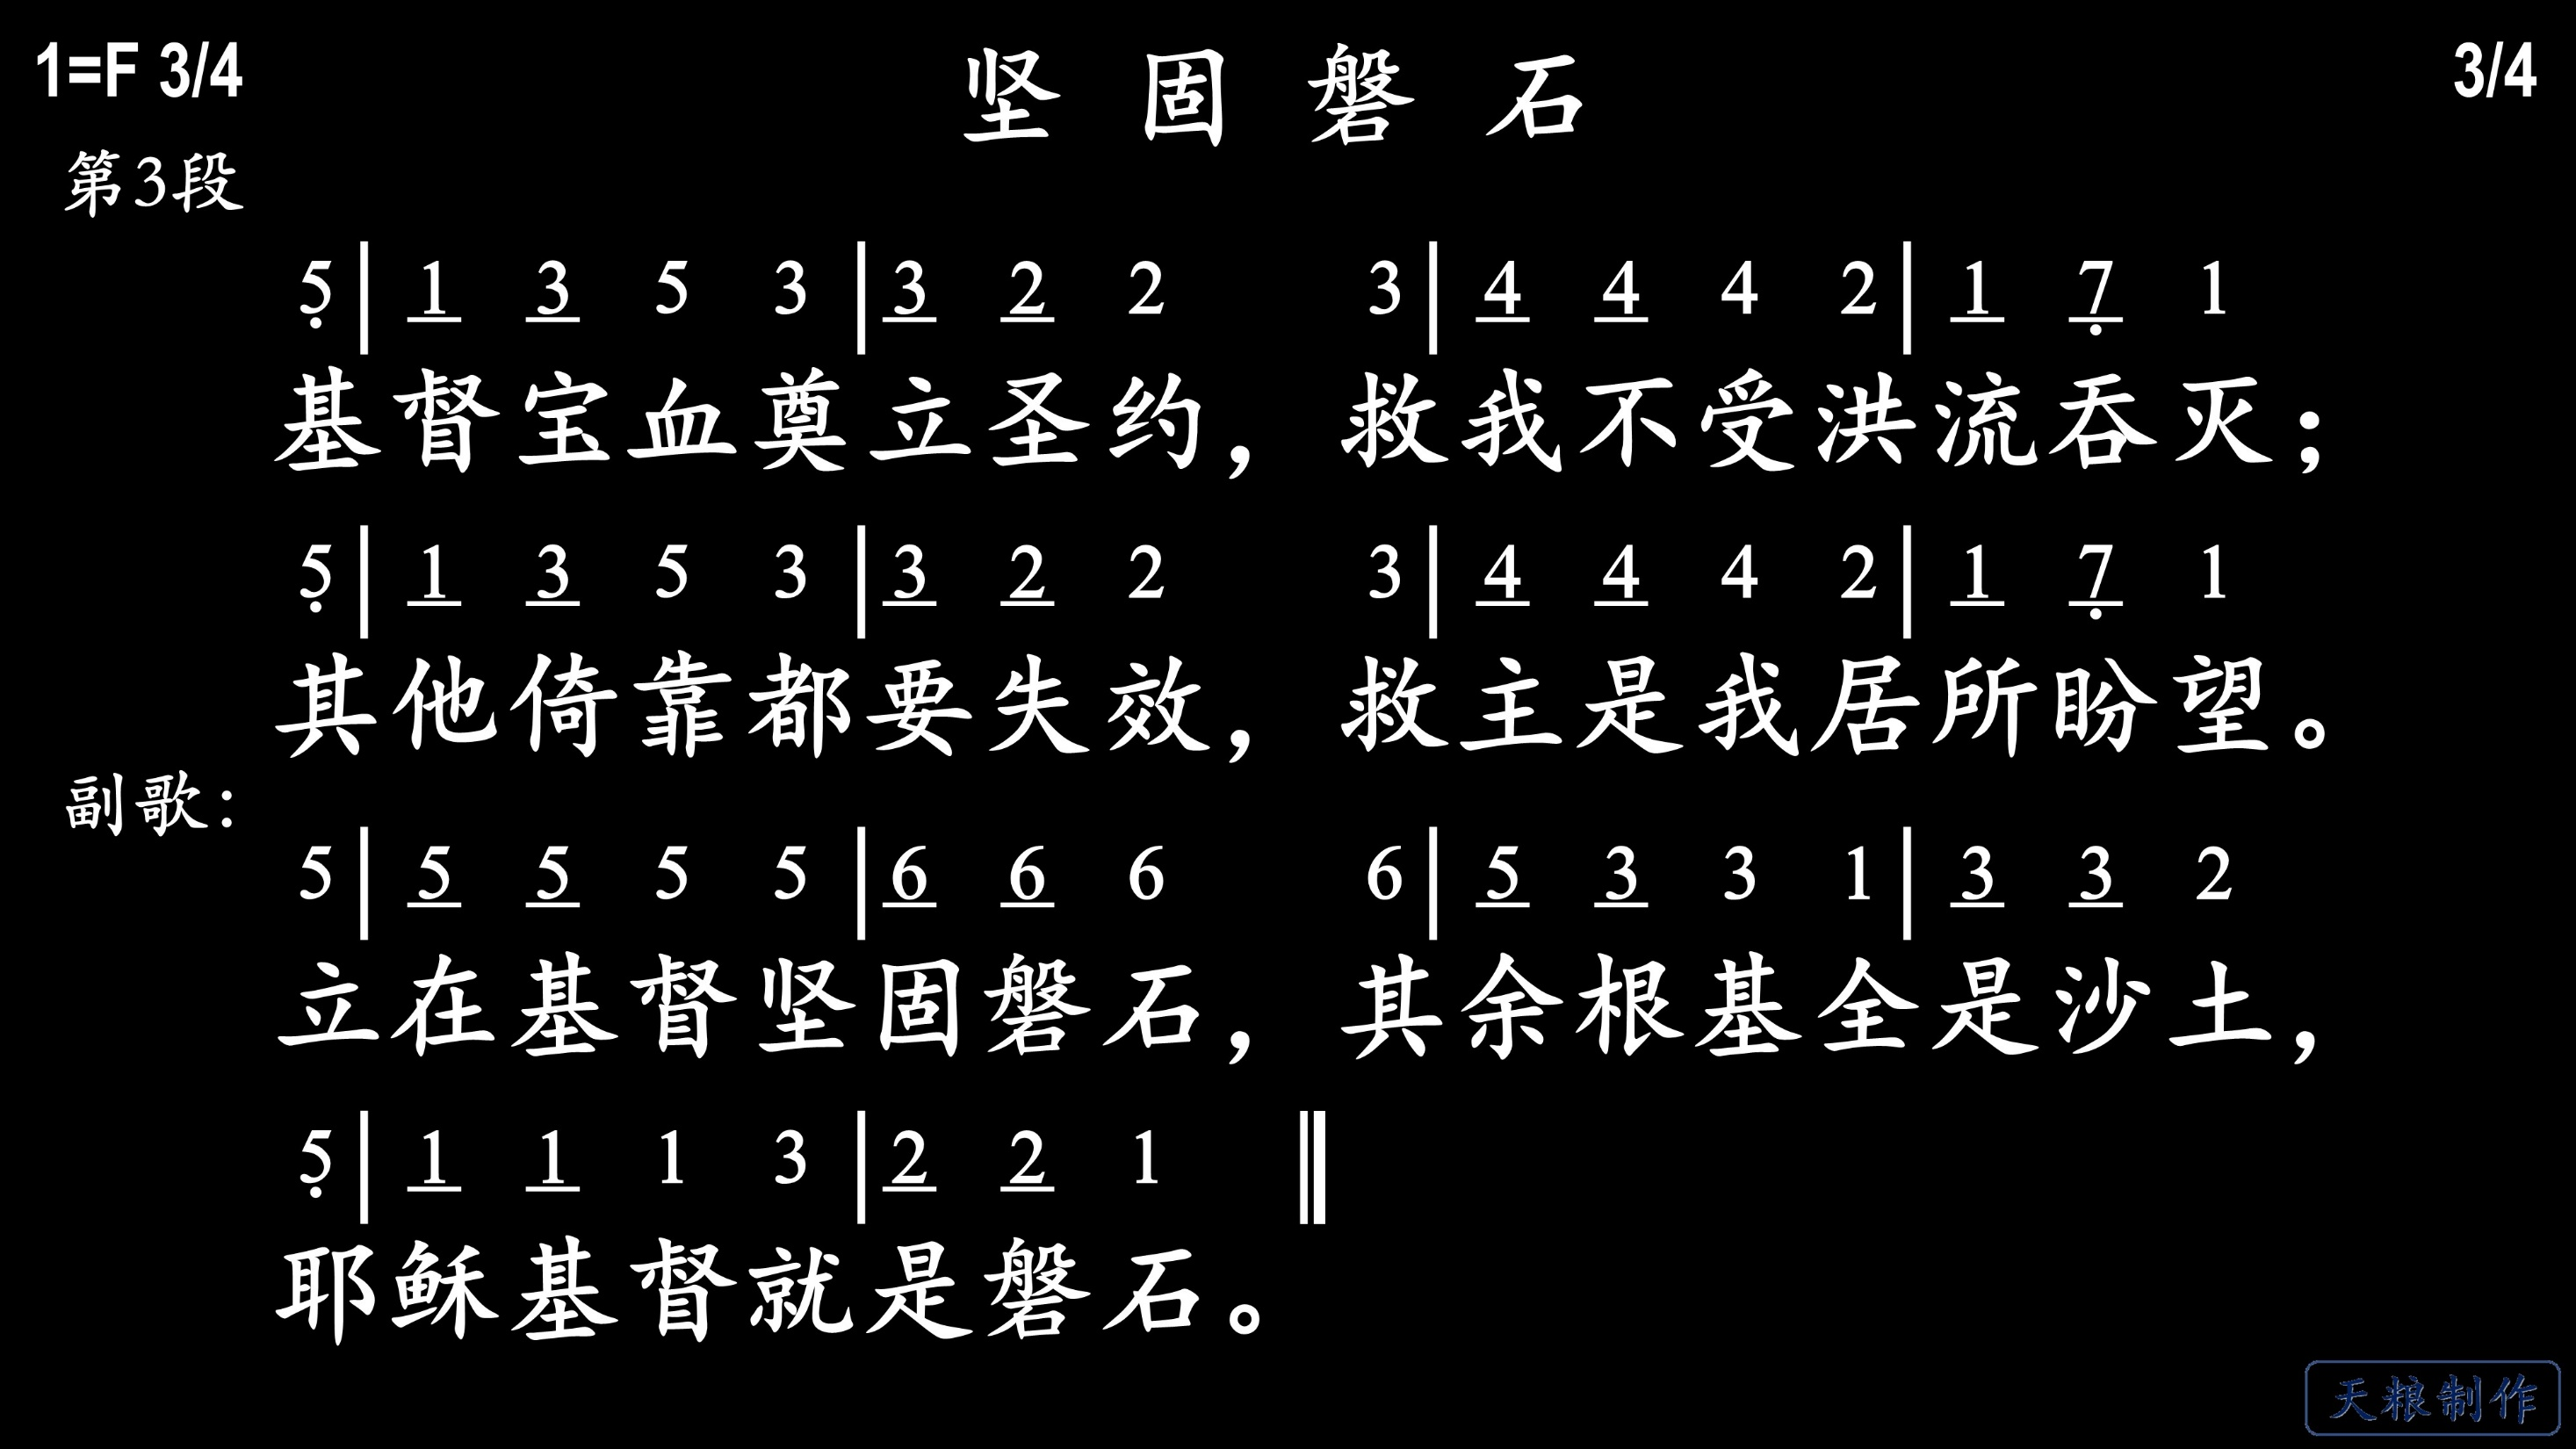 1=F 3/4 坚固磐石 3/4
第3段
5 | 1 3 5 3 | 3 2 2 3 | 4 4 4 2 | 1 7 1
基督宝血奠立圣约，救我不受洪流吞灭；
5 | 1 3 5 3 | 3 2 2 3 | 4 4 4 2 | 1 7 1
其他倚靠都要失效，救主是我居所盼望。
副歌：
5 | 5 5 5 5 | 6 6 6 6 | 5 3 3 1 | 3 3 2
立在基督坚固磐石，其余根基全是沙土，
5 | 1 1 1 3 | 2 2 1 ‖
耶稣基督就是磐石。
天粮制作